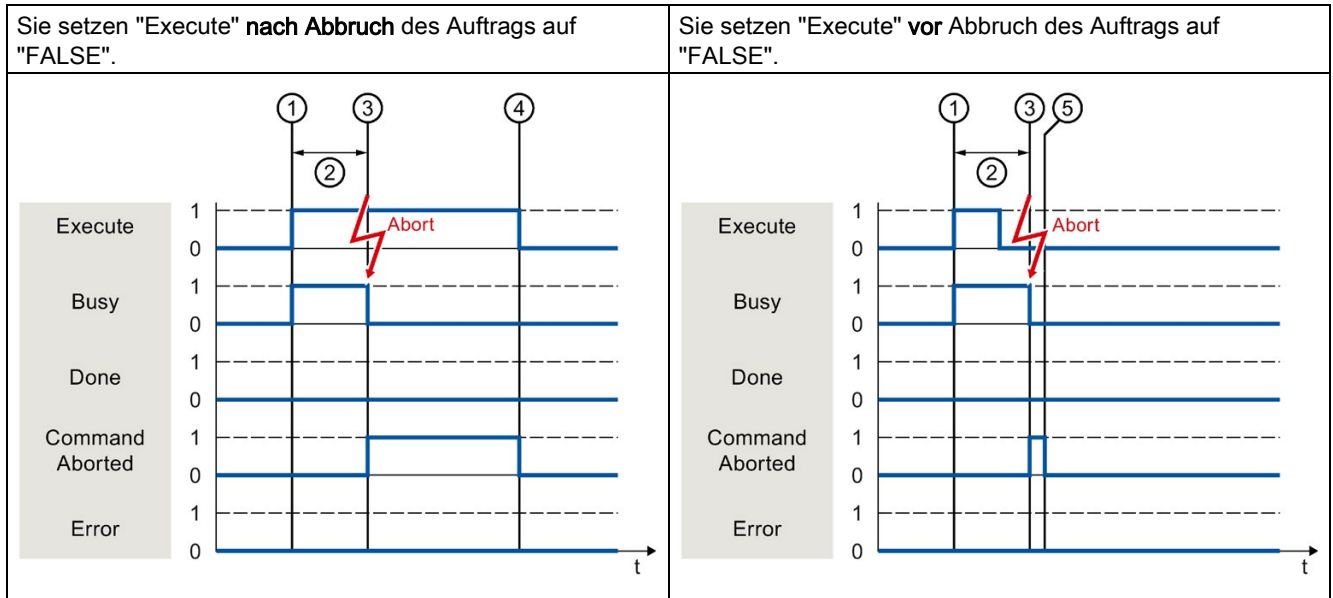 Sie setzen "Execute" nach Abbruch des Auftrags auf
"FALSE".
Sie setzen "Execute" vor Abbruch des Auftrags auf
"FALSE".
1 3 4
2
Execute
1
0
Abort
Busy
1
0
Done
1
0
Command
Aborted
1
0
Error
1
0
t
1 3 5
2
Execute
1
0
Abort
Busy
1
0
Done
1
0
Command
Aborted
1
0
Error
1
0
t